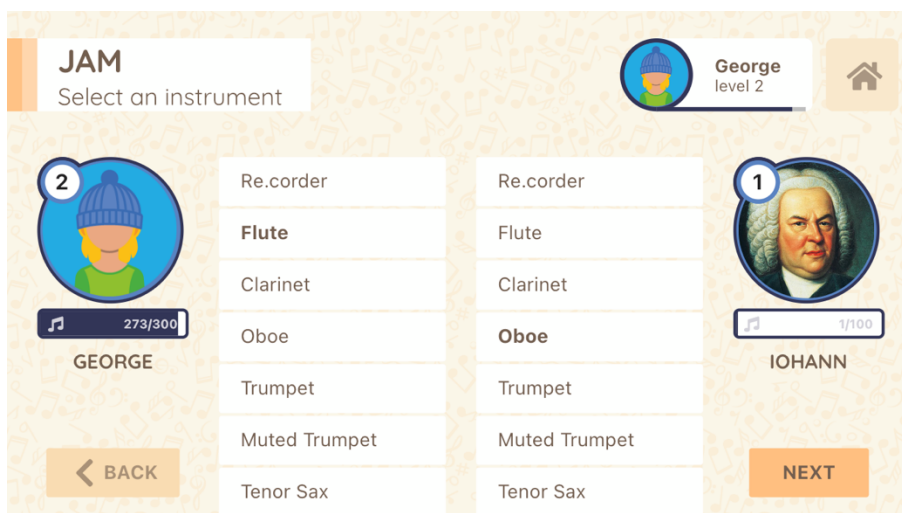 JAM
Select an instrument
George
level 2
2
273/300
GEORGE
Re.corder
Flute
Clarinet
Oboe
Trumpet
Muted Trumpet
Tenor Sax
Re.corder
Flute
Clarinet
Oboe
Trumpet
Muted Trumpet
Tenor Sax
1
1/100
IOHANN
BACK
NEXT